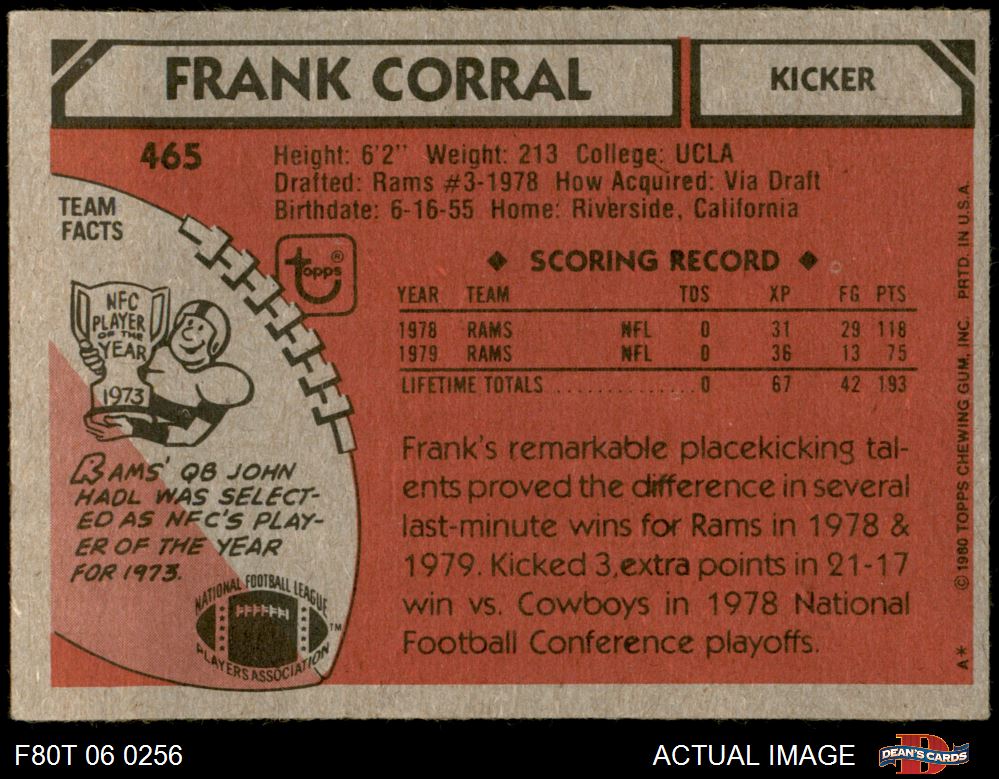 FRANK CORRAL
KICKER
465
Height: 6'2" Weight: 213 College: UCLA
Drafted: Rams #3-1978 How Acquired: Via Draft
Birthdate: 6-16-55 Home: Riverside, California
TEAM
FACTS
topps®
NFC
PLAYER
OF THE
YEAR
1973
RAMS' QB JOHN
HADL WAS SELECT-
ED AS NFC'S PLAY-
ER OF THE YEAR
FOR 1973.
NATIONAL FOOTBALL LEAGUE
PLAYERS ASSOCIATION
™
◆ SCORING RECORD ◆
YEAR TEAM TDS XP FG PTS
1978 RAMS NFL 0 31 29 118
1979 RAMS NFL 0 36 13 75
LIFETIME TOTALS .................. 0 67 42 193
Frank's remarkable placekicking tal-
ents proved the difference in several
last-minute wins for Rams in 1978 &
1979. Kicked 3 extra points in 21-17
win vs. Cowboys in 1978 National
Football Conference playoffs.
A* ©1980 TOPPS CHEWING GUM, INC. PRTD. IN U.S.A.
F80T 06 0256
ACTUAL IMAGE
D
DEAN'S CARDS